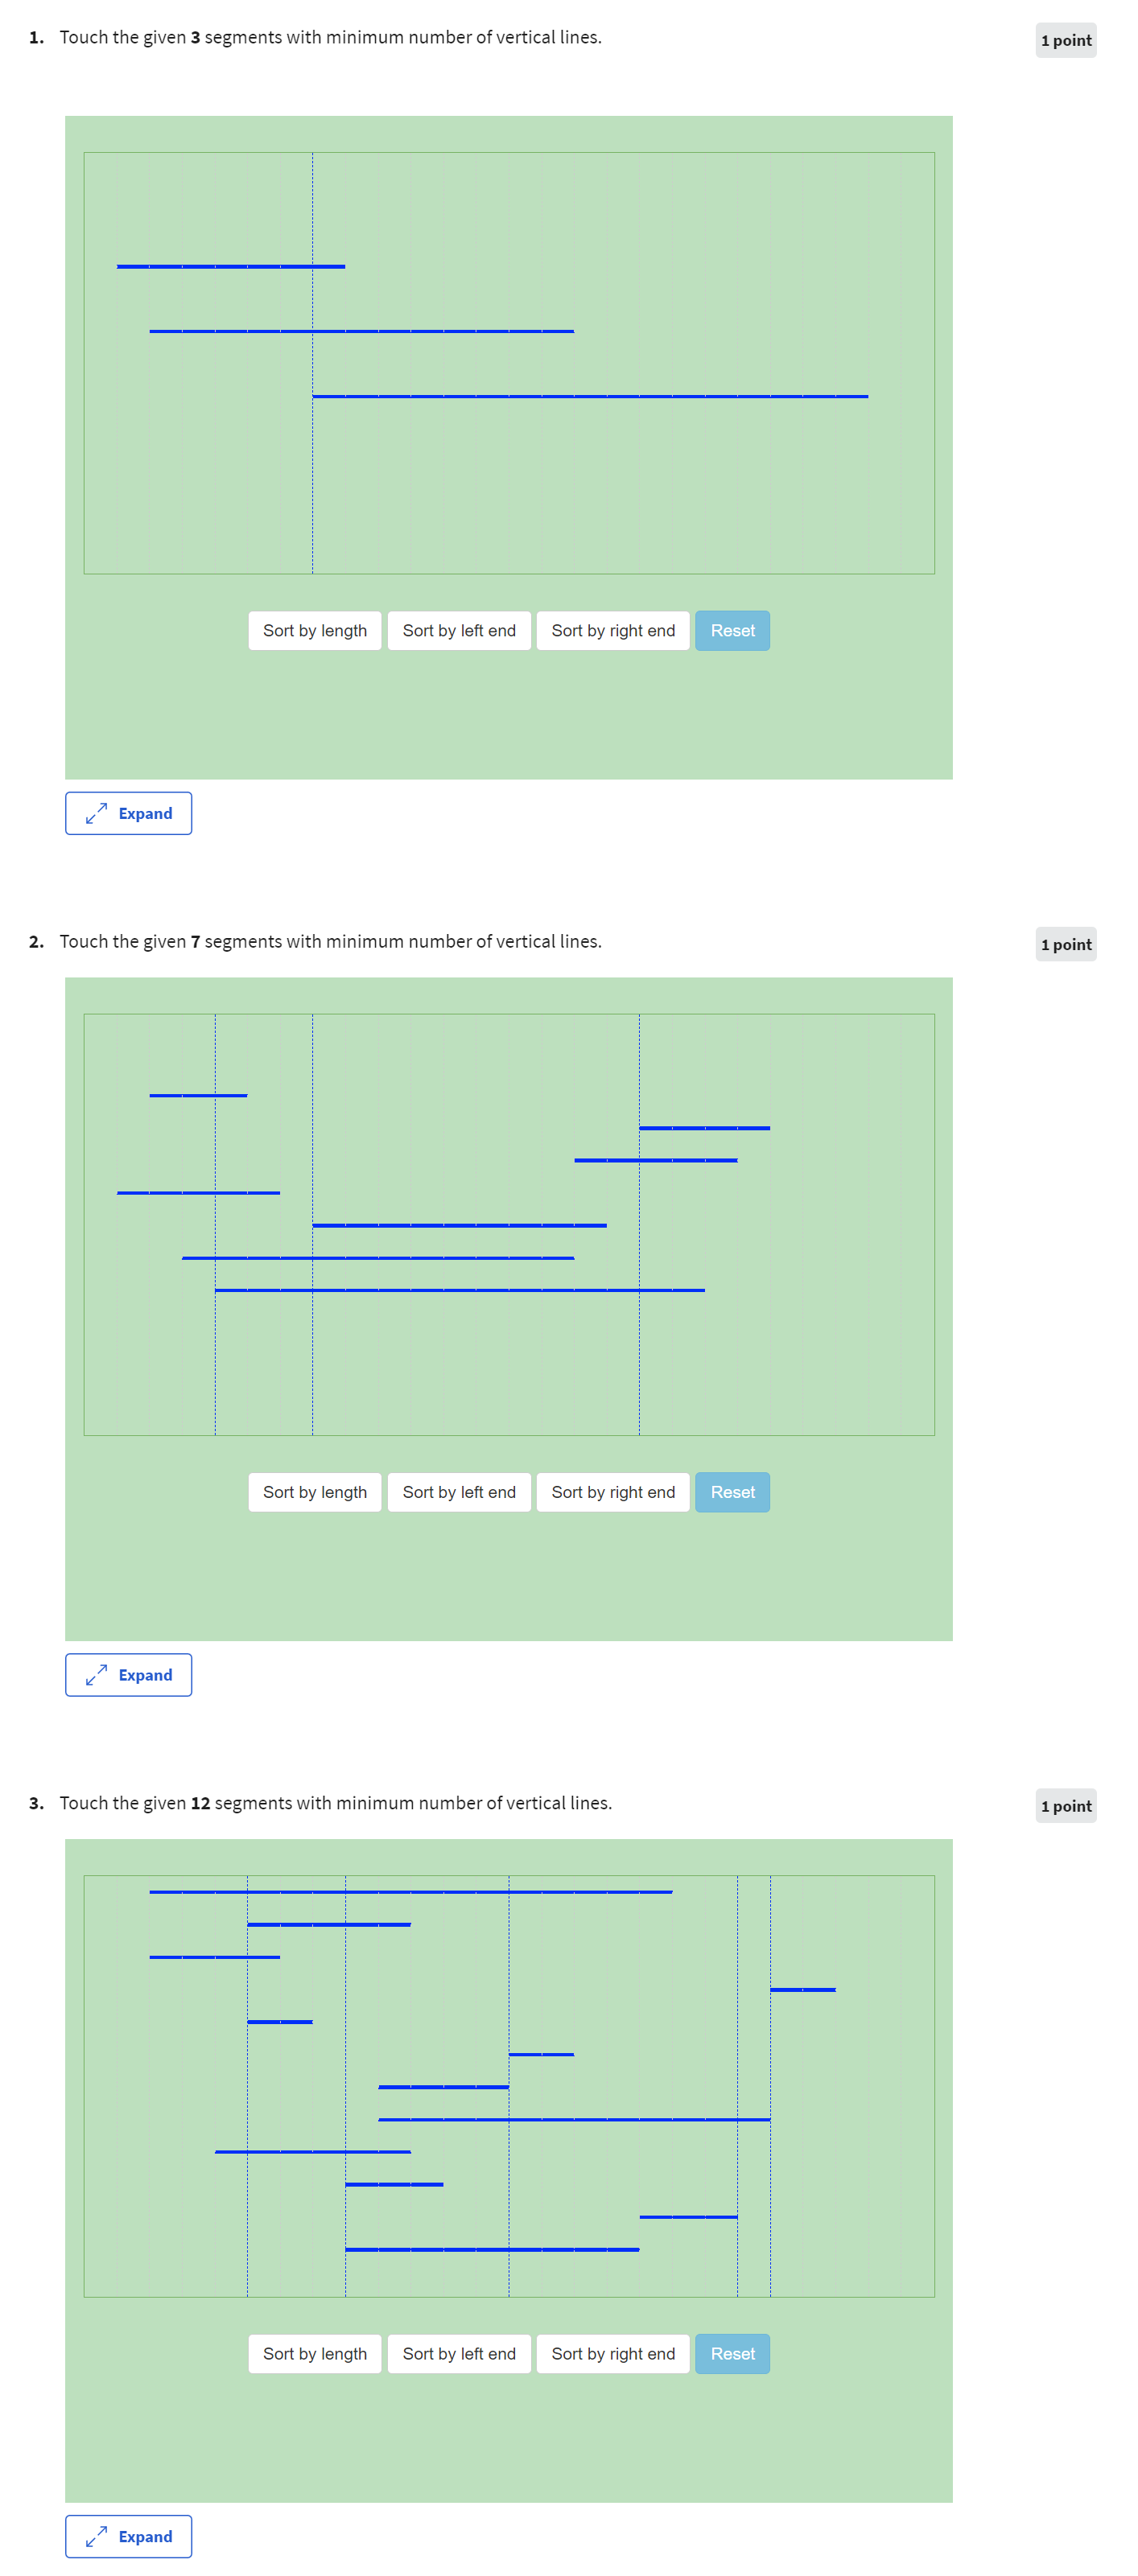 1. Touch the given 3 segments with minimum number of vertical lines.
1 point
Sort by length Sort by left end Sort by right end Reset
Expand
2. Touch the given 7 segments with minimum number of vertical lines.
1 point
Sort by length Sort by left end Sort by right end Reset
Expand
3. Touch the given 12 segments with minimum number of vertical lines.
1 point
Sort by length Sort by left end Sort by right end Reset
Expand